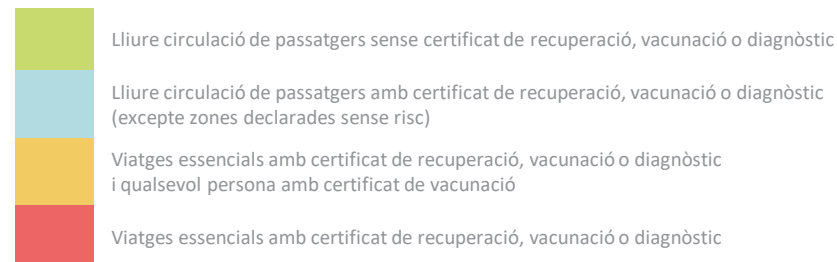 Lliure circulació de passatgers sense certificat de recuperació, vacunació o diagnòstic
Lliure circulació de passatgers amb certificat de recuperació, vacunació o diagnòstic
(excepte zones declarades sense risc)
Viatges essencials amb certificat de recuperació, vacunació o diagnòstic
i qualsevol persona amb certificat de vacunació
Viatges essencials amb certificat de recuperació, vacunació o diagnòstic